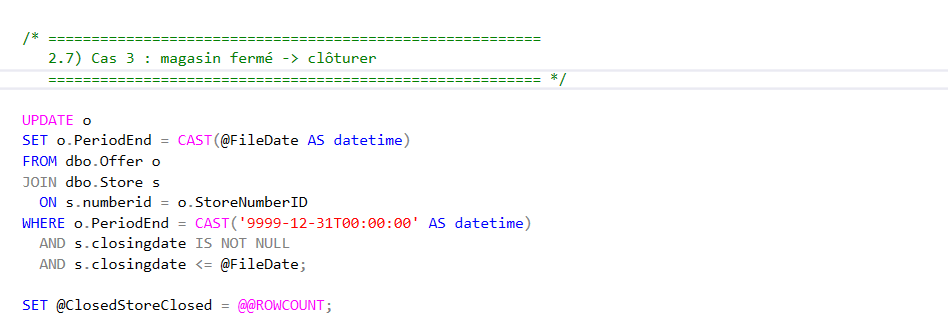 /* =========================================================
2.7) Cas 3 : magasin fermé -> clôturer
========================================================= */
UPDATE o
SET o.PeriodEnd = CAST(@FileDate AS datetime)
FROM dbo.Offer o
JOIN dbo.Store s
ON s.numberid = o.StoreNumberID
WHERE o.PeriodEnd = CAST('9999-12-31T00:00:00' AS datetime)
AND s.closingdate IS NOT NULL
AND s.closingdate <= @FileDate;
SET @ClosedStoreClosed = @@ROWCOUNT;